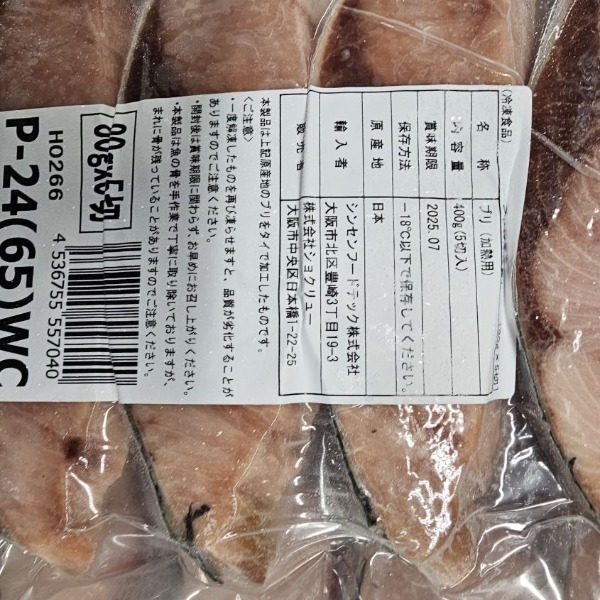 (冷凍食品)
名 称 ブリ (加熱用)
内 容 量 400g(5切入)
賞味期限 2025.07
保存方法 −18℃以下で保存してください。
原 産 地 日本
輸 入 者 シンセンフードテック株式会社
大阪市北区豊崎3丁目19-3
販 売 者 株式会社ショクリュー
大阪市中央区日本橋1-22-25
本製品は上記原産地のブリをタイで加工したものです。
<ご注意>
・一度解凍したものを再び凍らせますと、品質が劣化することが
ありますのでご注意ください。
・開封後は賞味期限に関わらず、お早めにお召し上がりください。
・本製品は魚の骨を手作業で丁寧に取り除いておりますが、
まれに骨が残っていることがありますのでご注意ください。
80g×5切
H0266
4 536755 557040
P-24(65)WC